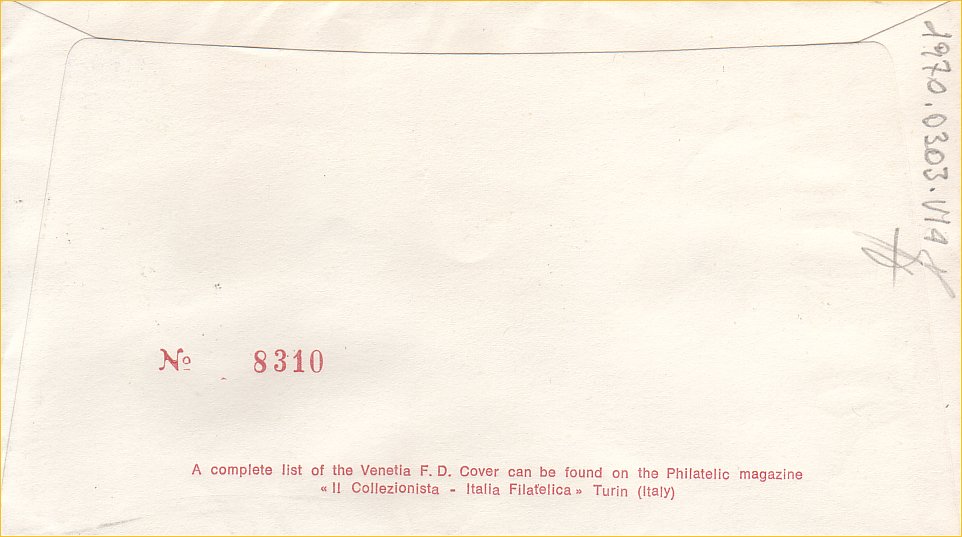 1970.0303.V19
Nº 8310
A complete list of the Venetia F. D. Cover can be found on the Philatelic magazine
« Il Collezionista - Italia Filatelica » Turin (Italy)